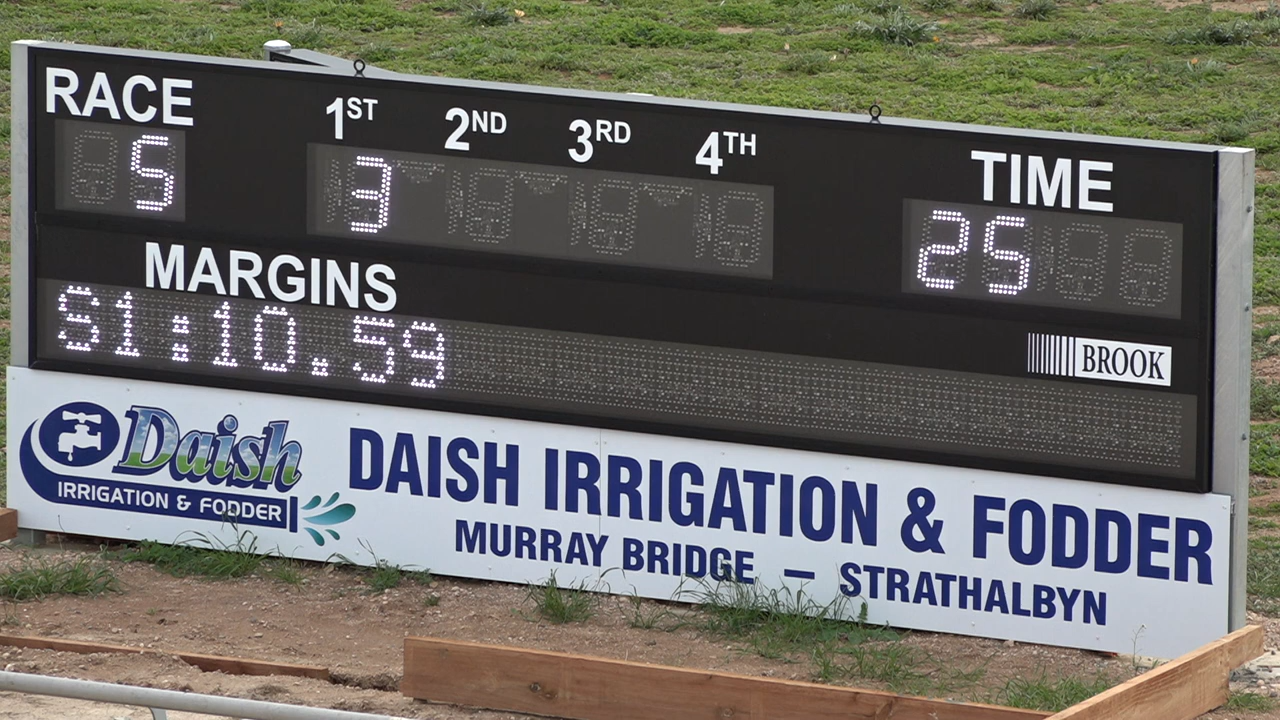 RACE 1ST 2ND 3RD 4TH TIME
5 3 25
MARGINS
S1:10.59
BROOK
Daish
IRRIGATION & FODDER
DAISH IRRIGATION & FODDER
MURRAY BRIDGE – STRATHALBYN